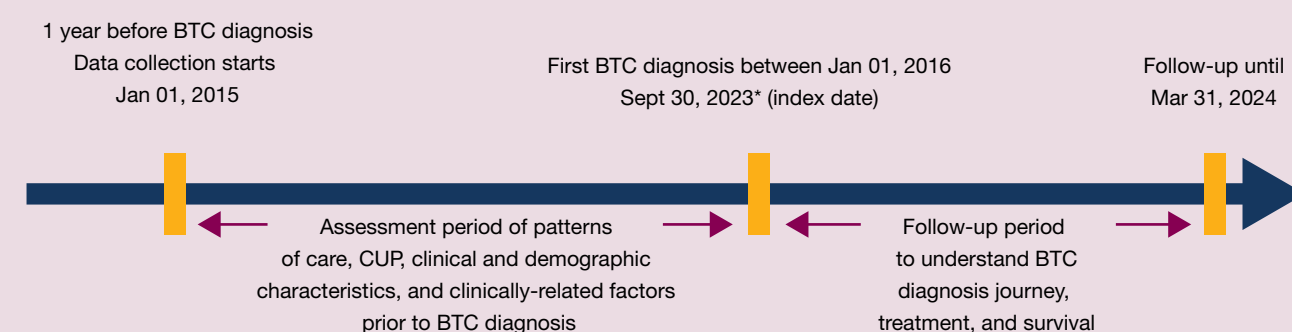 1 year before BTC diagnosis
Data collection starts
Jan 01, 2015
First BTC diagnosis between Jan 01, 2016
Sept 30, 2023* (index date)
Follow-up until
Mar 31, 2024
Assessment period of patterns
of care, CUP, clinical and demographic
characteristics, and clinically-related factors
prior to BTC diagnosis
Follow-up period
to understand BTC
diagnosis journey,
treatment, and survival